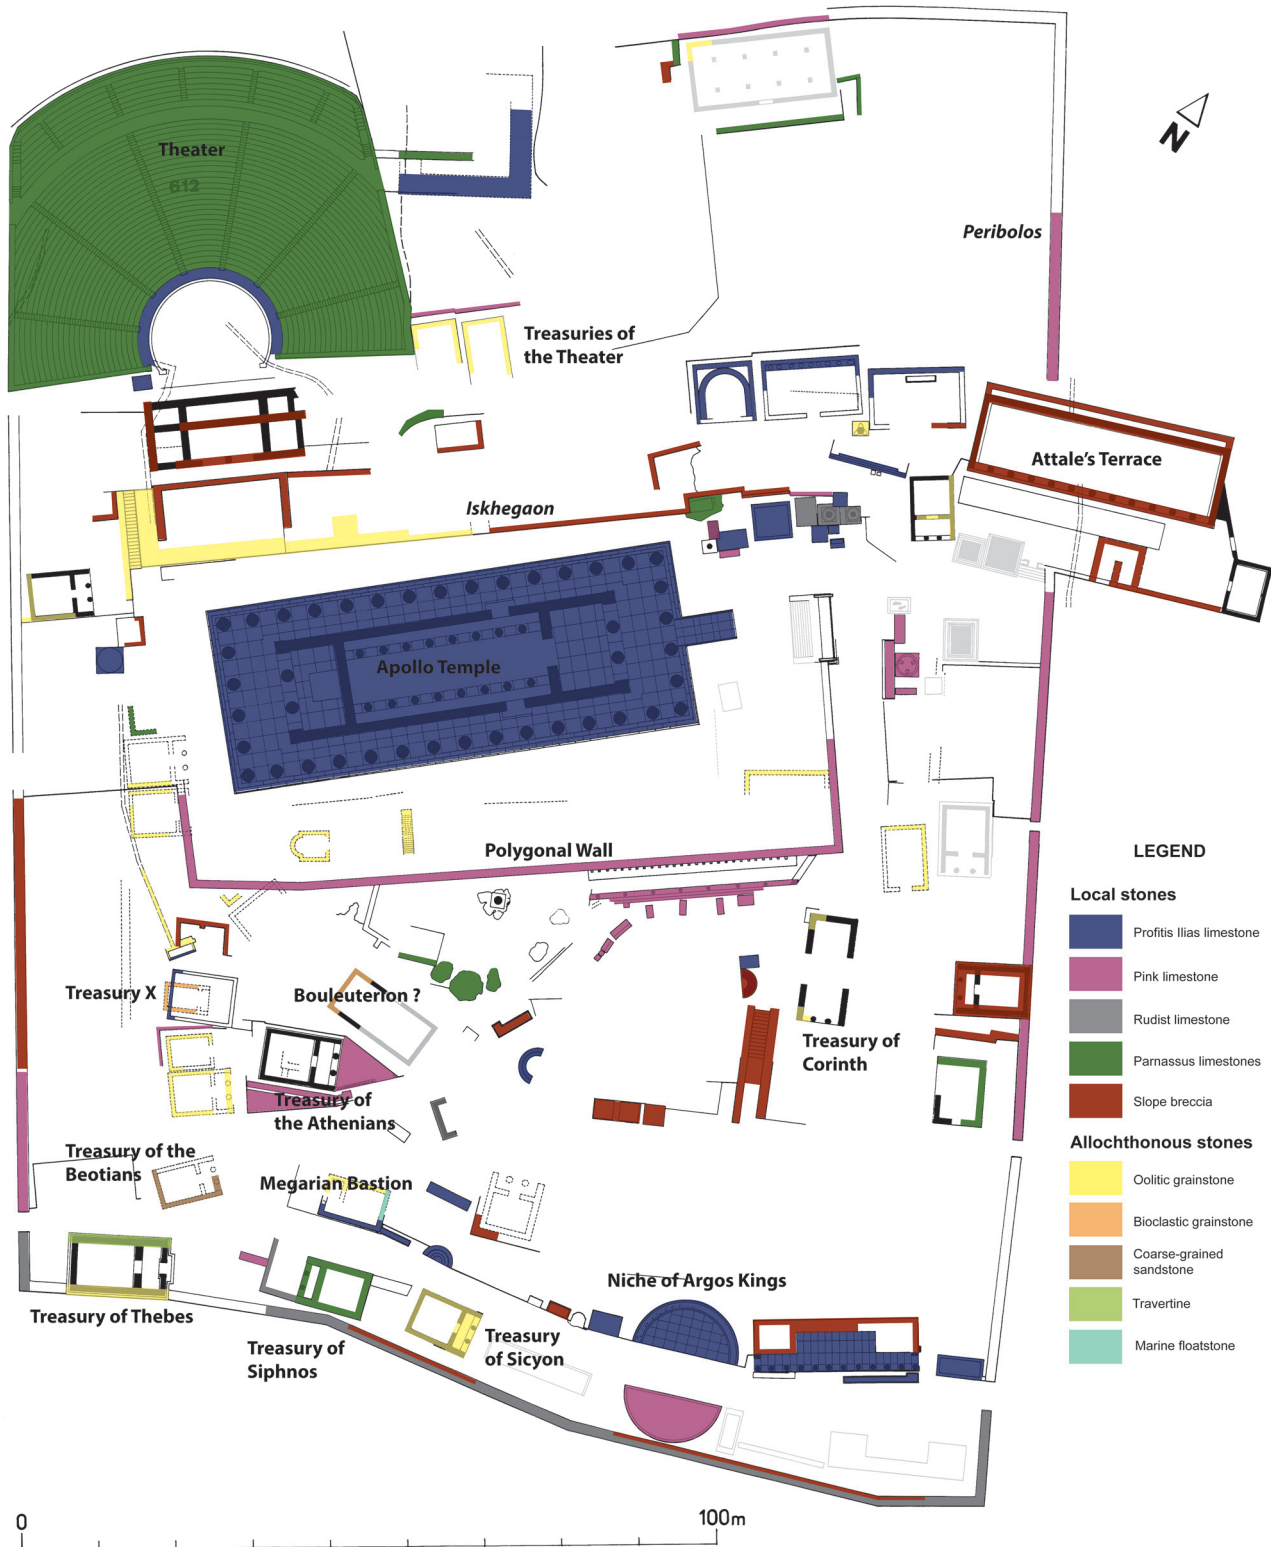 Theater
612
N
Peribolos
Treasuries of
the Theater
Attale's Terrace
Iskhegaon
Apollo Temple
Polygonal Wall
LEGEND
Local stones
Profitis Ilias limestone
Pink limestone
Rudist limestone
Parnassus limestones
Slope breccia
Allochthonous stones
Oolitic grainstone
Bioclastic grainstone
Coarse-grained
sandstone
Travertine
Marine floatstone
Treasury X
Bouleuterion ?
Treasury of
Corinth
Treasury of
the Athenians
Treasury of the
Beotians
Megarian Bastion
Niche of Argos Kings
Treasury of Thebes
Treasury of
Siphnos
Treasury
of Sicyon
0
100m